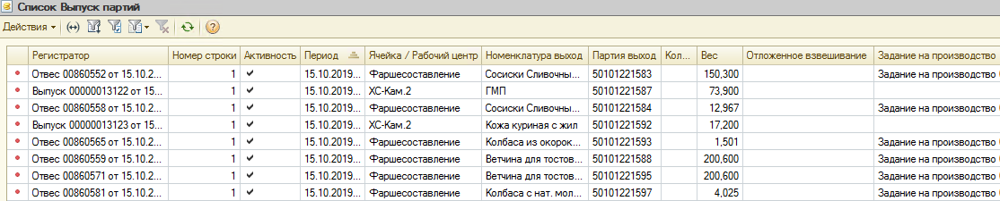 Список Выпуск партий
Действия
Регистратор Номер строки Активность Период Ячейка / Рабочий центр Номенклатура выход Партия выход Кол... Вес Отложенное взвешивание Задание на производство
Отвес 00860552 от 15.10.2... 1 15.10.2019... Фаршесоставление Сосиски Сливочны... 50101221583 150,300 Задание на производство
Выпуск 00000013122 от 15... 1 15.10.2019... ХС-Кам.2 ГМП 50101221587 73,900
Отвес 00860558 от 15.10.2... 1 15.10.2019... Фаршесоставление Сосиски Сливочны... 50101221584 12,967 Задание на производство
Выпуск 00000013123 от 15... 1 15.10.2019... ХС-Кам.2 Кожа куриная с жил 50101221592 17,200
Отвес 00860565 от 15.10.2... 1 15.10.2019... Фаршесоставление Колбаса из окорок... 50101221593 1,501 Задание на производство
Отвес 00860559 от 15.10.2... 1 15.10.2019... Фаршесоставление Ветчина для тостов... 50101221588 200,600 Задание на производство
Отвес 00860571 от 15.10.2... 1 15.10.2019... Фаршесоставление Ветчина для тостов... 50101221595 200,600 Задание на производство
Отвес 00860581 от 15.10.2... 1 15.10.2019... Фаршесоставление Колбаса с нат. мол... 50101221597 4,025 Задание на производство